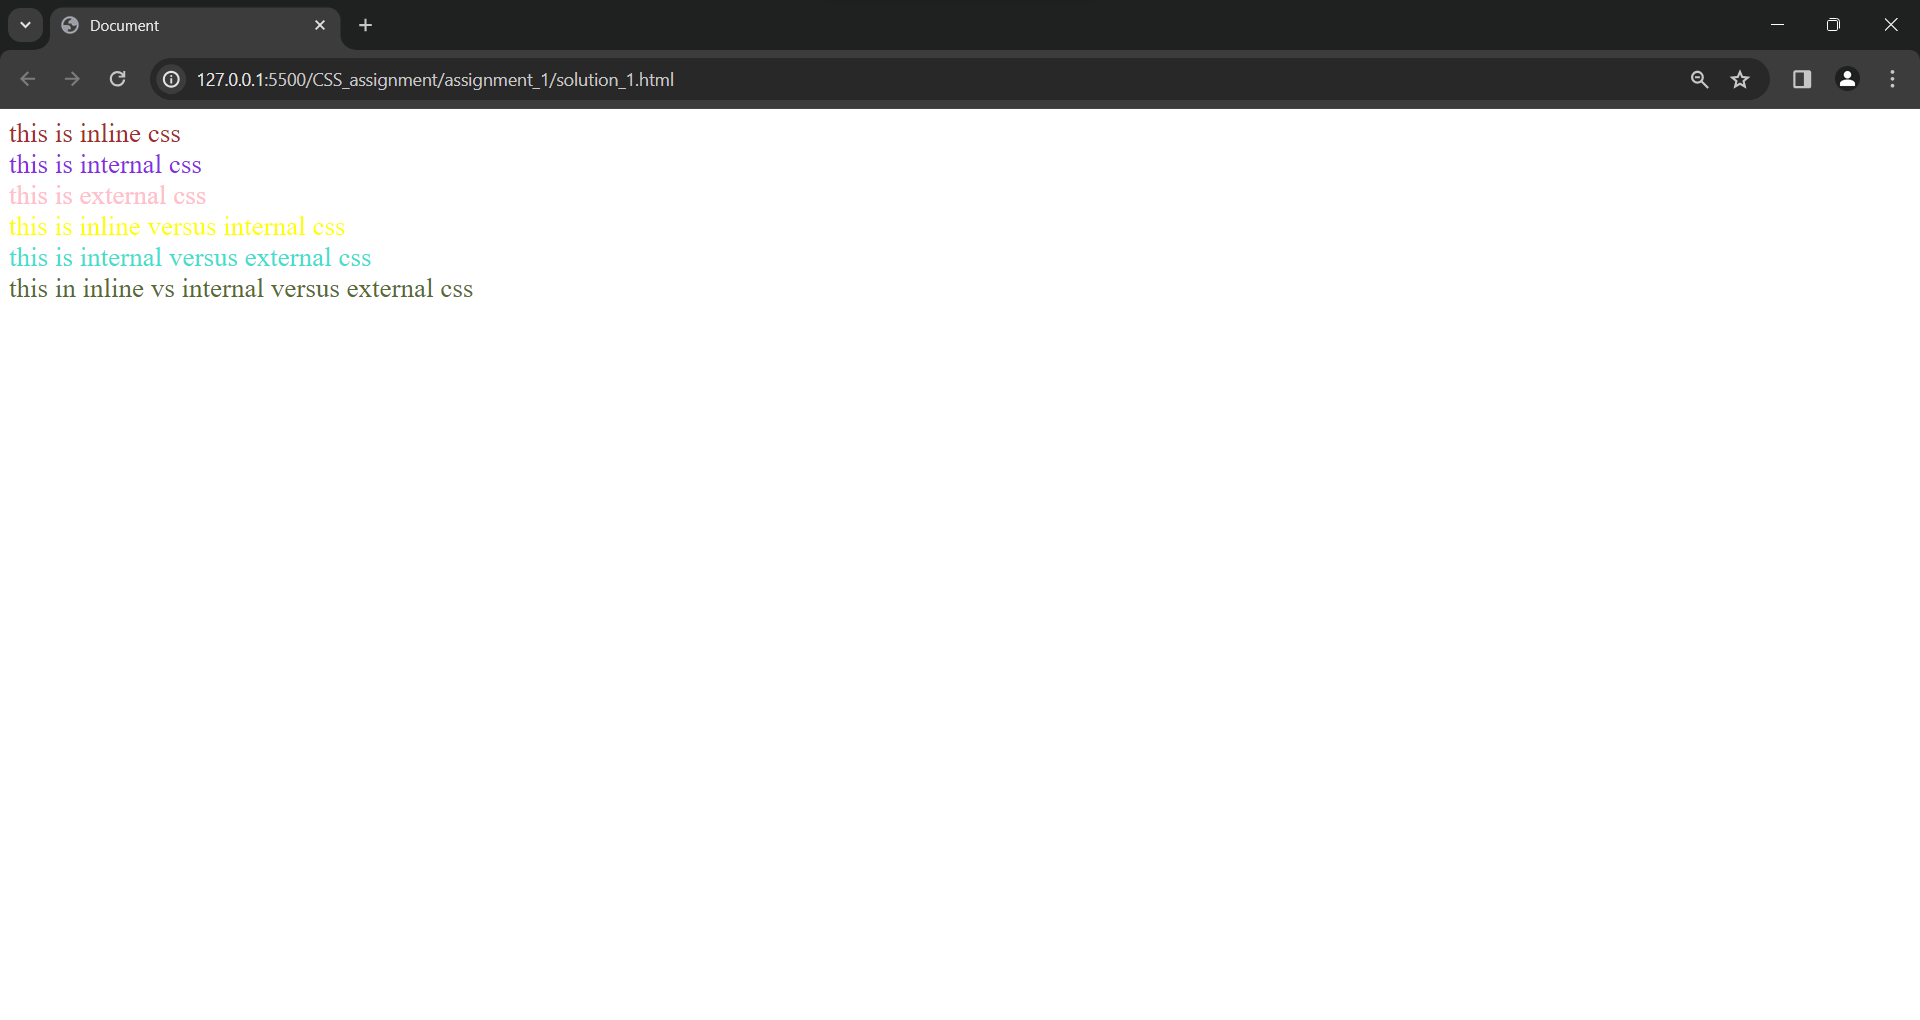 Document
127.0.0.1:5500/CSS_assignment/assignment_1/solution_1.html
this is inline css
this is internal css
this is external css
this is inline versus internal css
this is internal versus external css
this in inline vs internal versus external css